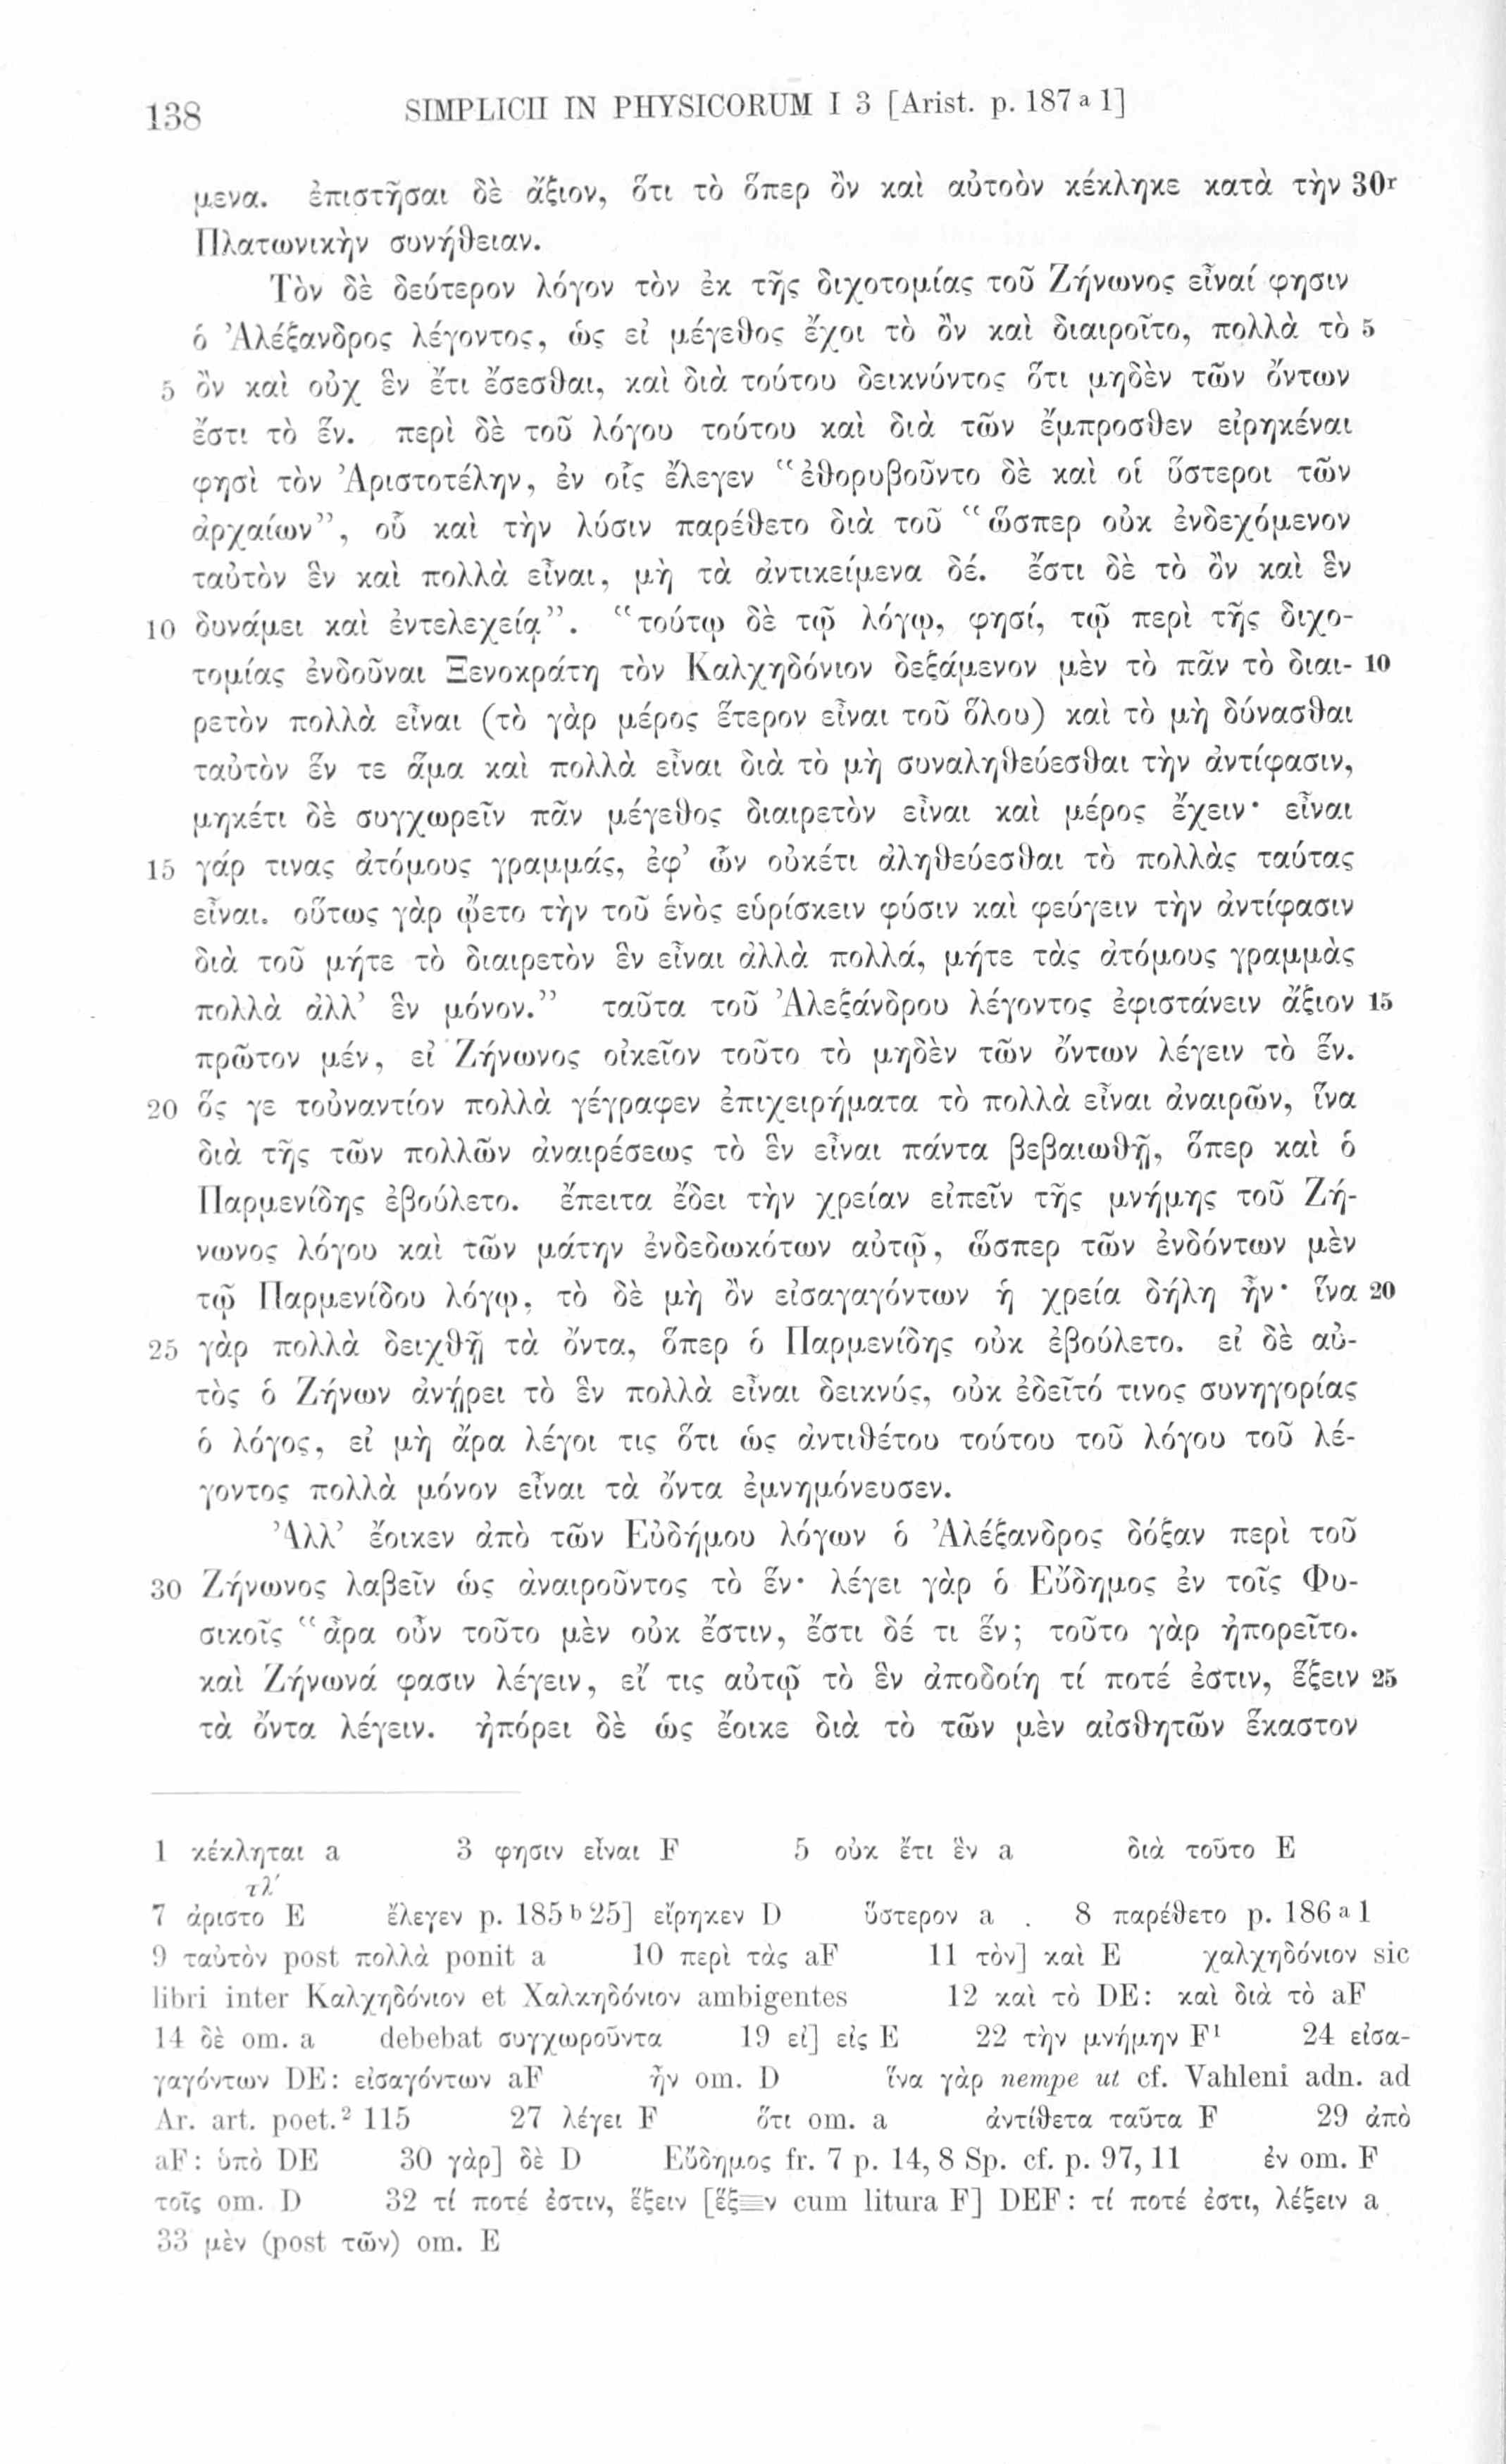 138 SIMPLICII IN PHYSICORUM I 3 [Arist. p. 187 a 1]
μενα. ἐπιστῆσαι δὲ ἄξιον, ὅτι τὸ ὅπερ ὂν καὶ αὐτοὸν κέκληκε κατὰ τὴν 30r
Πλατωνικὴν συνήθειαν.
Τὸν δὲ δεύτερον λόγον τὸν ἐκ τῆς διχοτομίας τοῦ Ζήνωνος εἶναί φησιν
ὁ Ἀλέξανδρος λέγοντος, ὡς εἰ μέγεθος ἔχοι τὸ ὂν καὶ διαιροῖτο, πολλὰ τὸ 5
5 ὂν καὶ οὐχ ἓν ἔτι ἔσεσθαι, καὶ διὰ τούτου δεικνύντος ὅτι μηδὲν τῶν ὄντων
ἔστι τὸ ἕν. περὶ δὲ τοῦ λόγου τούτου καὶ διὰ τῶν ἔμπροσθεν εἰρηκέναι
φησὶ τὸν Ἀριστοτέλην, ἐν οἷς ἔλεγεν “ἐθορυβοῦντο δὲ καὶ οἱ ὕστεροι τῶν
ἀρχαίων”, οὗ καὶ τὴν λύσιν παρέθετο διὰ τοῦ “ὥσπερ οὐκ ἐνδεχόμενον
ταὐτὸν ἓν καὶ πολλὰ εἶναι, μὴ τὰ ἀντικείμενα δέ. ἔστι δὲ τὸ ὂν καὶ ἓν
10 δυνάμει καὶ ἐντελεχείᾳ”. “τούτῳ δὲ τῷ λόγῳ, φησί, τῷ περὶ τῆς διχο-
τομίας ἐνδοῦναι Ξενοκράτη τὸν Καλχηδόνιον δεξάμενον μὲν τὸ πᾶν τὸ διαι- 10
ρετὸν πολλὰ εἶναι (τὸ γὰρ μέρος ἕτερον εἶναι τοῦ ὅλου) καὶ τὸ μὴ δύνασθαι
ταὐτὸν ἕν τε ἅμα καὶ πολλὰ εἶναι διὰ τὸ μὴ συναληθεύεσθαι τὴν ἀντίφασιν,
μηκέτι δὲ συγχωρεῖν πᾶν μέγεθος διαιρετὸν εἶναι καὶ μέρος ἔχειν· εἶναι
15 γάρ τινας ἀτόμους γραμμάς, ἐφ’ ὧν οὐκέτι ἀληθεύεσθαι τὸ πολλὰς ταύτας
εἶναι. οὕτως γὰρ ᾤετο τὴν τοῦ ἑνὸς εὑρίσκειν φύσιν καὶ φεύγειν τὴν ἀντίφασιν
διὰ τοῦ μήτε τὸ διαιρετὸν ἓν εἶναι ἀλλὰ πολλά, μήτε τὰς ἀτόμους γραμμὰς
πολλὰ ἀλλ’ ἓν μόνον.” ταῦτα τοῦ Ἀλεξάνδρου λέγοντος ἐφιστάνειν ἄξιον 15
πρῶτον μέν, εἰ Ζήνωνος οἰκεῖον τοῦτο τὸ μηδὲν τῶν ὄντων λέγειν τὸ ἕν.
20 ὅς γε τοὐναντίον πολλὰ γέγραφεν ἐπιχειρήματα τὸ πολλὰ εἶναι ἀναιρῶν, ἵνα
διὰ τῆς τῶν πολλῶν ἀναιρέσεως τὸ ἓν εἶναι πάντα βεβαιωθῇ, ὅπερ καὶ ὁ
Παρμενίδης ἐβούλετο. ἔπειτα ἔδει τὴν χρείαν εἰπεῖν τῆς μνήμης τοῦ Ζή-
νωνος λόγου καὶ τῶν μάτην ἐνδεδωκότων αὐτῷ, ὥσπερ τῶν ἐνδόντων μὲν
τῷ Παρμενίδου λόγῳ, τὸ δὲ μὴ ὂν εἰσαγαγόντων ἡ χρεία δήλη ἦν· ἵνα 20
25 γὰρ πολλὰ δειχθῇ τὰ ὄντα, ὅπερ ὁ Παρμενίδης οὐκ ἐβούλετο. εἰ δὲ αὐ-
τὸς ὁ Ζήνων ἀνῄρει τὸ ἓν πολλὰ εἶναι δεικνύς, οὐκ ἐδεῖτό τινος συνηγορίας
ὁ λόγος, εἰ μὴ ἄρα λέγοι τις ὅτι ὡς ἀντιθέτου τούτου τοῦ λόγου τοῦ λέ-
γοντος πολλὰ μόνον εἶναι τὰ ὄντα ἐμνημόνευσεν.
Ἀλλ’ ἔοικεν ἀπὸ τῶν Εὐδήμου λόγων ὁ Ἀλέξανδρος δόξαν περὶ τοῦ
30 Ζήνωνος λαβεῖν ὡς ἀναιροῦντος τὸ ἕν· λέγει γὰρ ὁ Εὔδημος ἐν τοῖς Φυ-
σικοῖς “ἆρα οὖν τοῦτο μὲν οὐκ ἔστιν, ἔστι δέ τι ἕν; τοῦτο γὰρ ἠπορεῖτο.
καὶ Ζήνωνά φασιν λέγειν, εἴ τις αὐτῷ τὸ ἓν ἀποδοίη τί ποτέ ἐστιν, ἕξειν 25
τὰ ὄντα λέγειν. ἠπόρει δὲ ὡς ἔοικε διὰ τὸ τῶν μὲν αἰσθητῶν ἕκαστον
1 κέκληται a 3 φησιν εἶναι F 5 οὐκ ἔτι ἓν a διὰ τοῦτο E
τλ′
7 ἀριστο E ἔλεγεν p. 185 b 25] εἴρηκεν D ὕστερον a 8 παρέθετο p. 186 a 1
9 ταὐτὸν post πολλὰ ponit a 10 περὶ τὰς aF 11 τὸν] καὶ E χαλχηδόνιον sic
libri inter Καλχηδόνιον et Χαλκηδόνιον ambigentes 12 καὶ τὸ DE: καὶ διὰ τὸ aF
14 δὲ om. a debebat συγχωροῦντα 19 εἰ] εἰς E 22 τὴν μνήμην F¹ 24 εἰσα-
γαγόντων DE: εἰσαγόντων aF ἦν om. D ἵνα γὰρ nempe ut cf. Vahleni adn. ad
Ar. art. poet.² 115 27 λέγει F ὅτι om. a ἀντίθετα ταῦτα F 29 ἀπὸ
aF: ὑπὸ DE 30 γὰρ] δὲ D Εὔδημος fr. 7 p. 14, 8 Sp. cf. p. 97, 11 ἐν om. F
τοῖς om. D 32 τί ποτέ ἐστιν, ἕξειν [ἕξ═ν cum litura F] DEF: τί ποτέ ἐστι, λέξειν a
33 μὲν (post τῶν) om. E